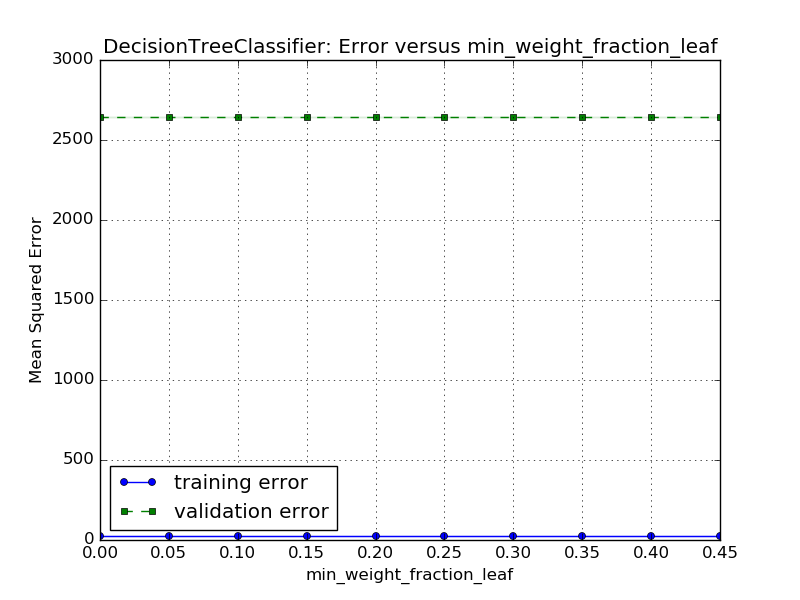 DecisionTreeClassifier: Error versus min_weight_fraction_leaf
3000
2500
2000
1500
1000
500
0
Mean Squared Error
training error
validation error
0.00 0.05 0.10 0.15 0.20 0.25 0.30 0.35 0.40 0.45
min_weight_fraction_leaf